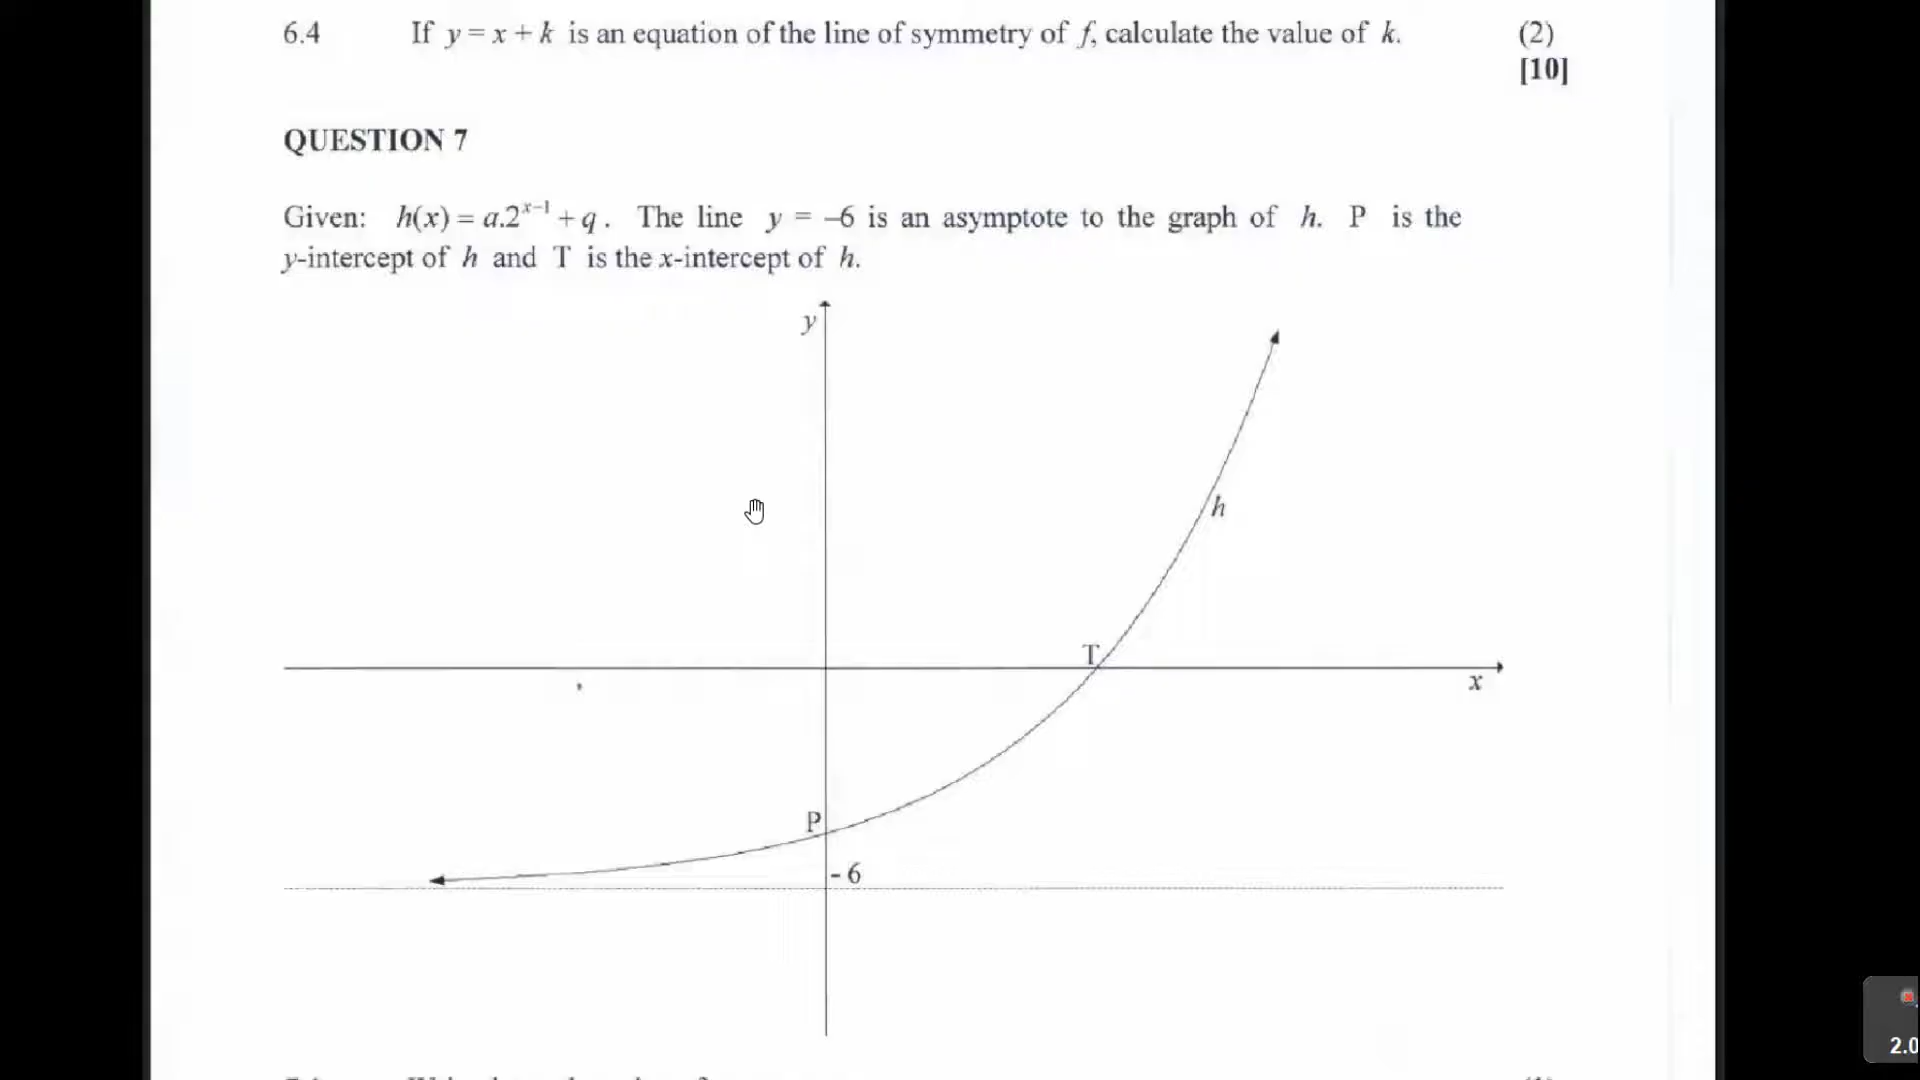 6.4 If y = x + k is an equation of the line of symmetry of f, calculate the value of k. (2)
[10]
QUESTION 7
Given: h(x) = a.2^{x-1} + q. The line y = –6 is an asymptote to the graph of h. P is the
y-intercept of h and T is the x-intercept of h.
y
h
T
x
P
- 6
2.0